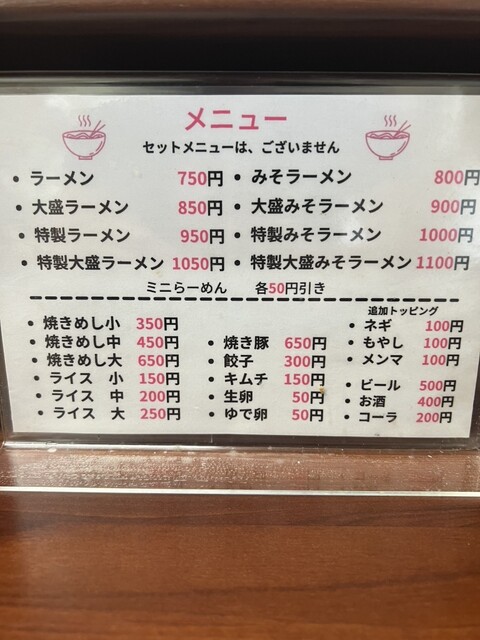 メニュー
セットメニューは、ございません
• ラーメン 750円 • みそラーメン 800円
• 大盛ラーメン 850円 • 大盛みそラーメン 900円
• 特製ラーメン 950円 • 特製みそラーメン 1000円
• 特製大盛ラーメン 1050円 • 特製大盛みそラーメン 1100円
ミニらーめん 各50円引き
• 焼きめし小 350円
• 焼きめし中 450円
• 焼きめし大 650円
• ライス 小 150円
• ライス 中 200円
• ライス 大 250円
• 焼き豚 650円
• 餃子 300円
• キムチ 150円
• 生卵 50円
• ゆで卵 50円
追加トッピング
• ネギ 100円
• もやし 100円
• メンマ 100円
• ビール 500円
• お酒 400円
• コーラ 200円